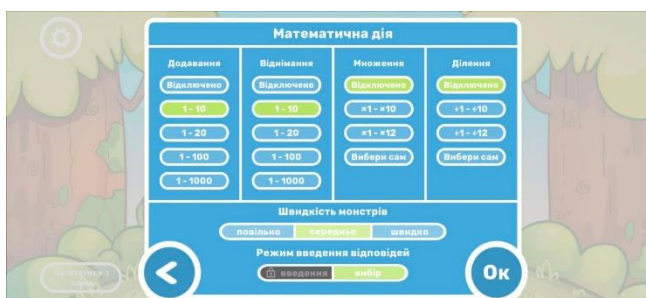 Математична дія
Додавання Віднімання Множення Ділення
Відключено Відключено Відключено Відключено
1 - 10 1 - 10 ×1 - ×10 ÷1 - ÷10
1 - 20 1 - 20 ×1 - ×12 ÷1 - ÷12
1 - 100 1 - 100 Вибери сам Вибери сам
1 - 1000 1 - 1000
Швидкість монстрів
повільно середньо швидко
Режим введення відповідей
введення вибір
Ок